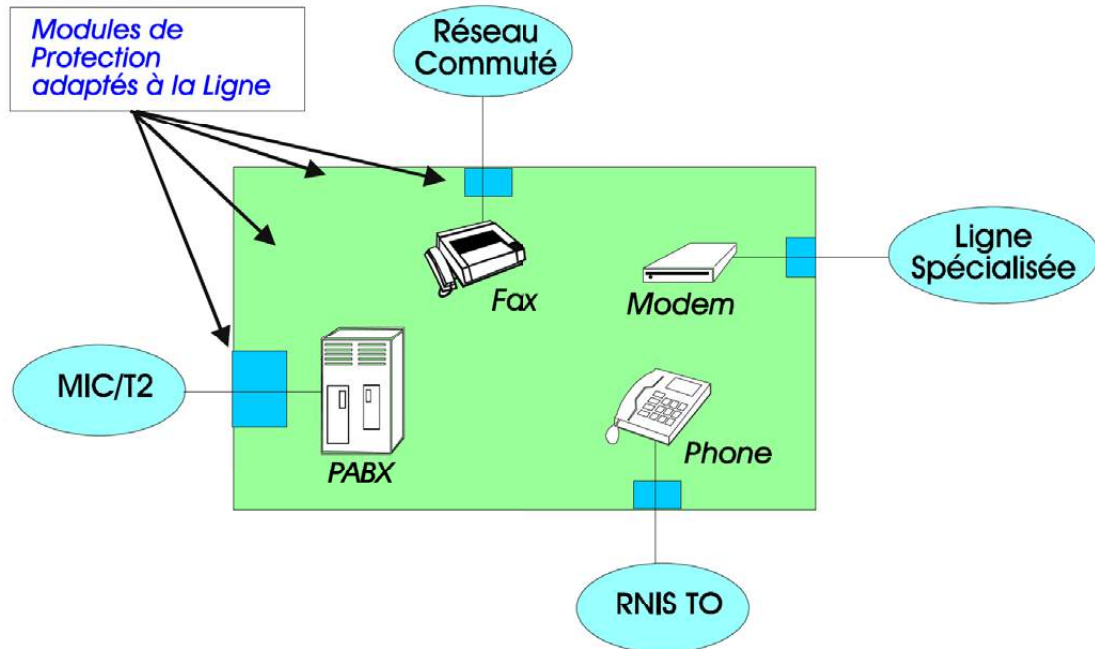 Modules de
Protection
adaptés à la Ligne
Réseau
Commuté
Ligne
Spécialisée
Fax
Modem
MIC/T2
PABX
Phone
RNIS TO